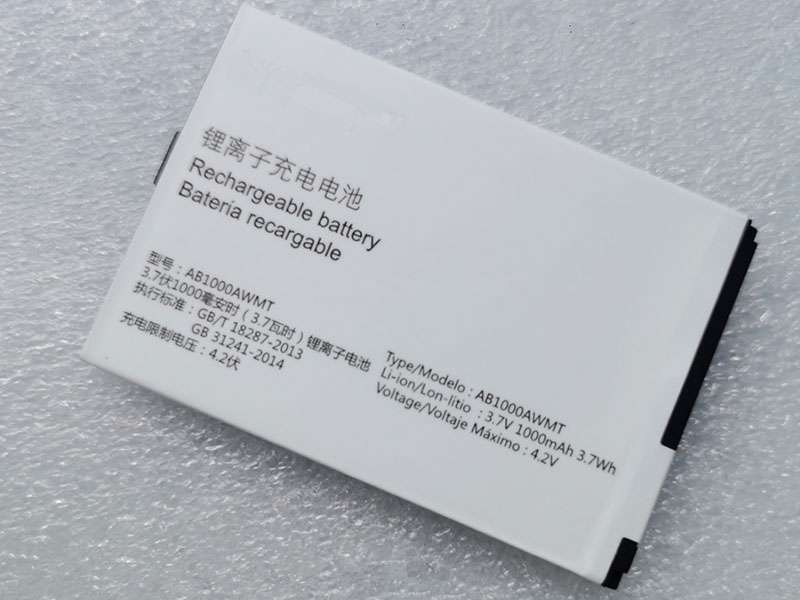 锂离子充电电池
Rechargeable battery
Batería recargable
型号：AB1000AWMT
3.7伏1000毫安时（3.7瓦时）锂离子电池
执行标准：GB/T 18287-2013
GB 31241-2014
充电限制电压：4.2伏
Type/Modelo : AB1000AWMT
Li-ion/Lon-litio : 3.7V 1000mAh 3.7Wh
Voltage/Voltaje Máximo : 4.2V